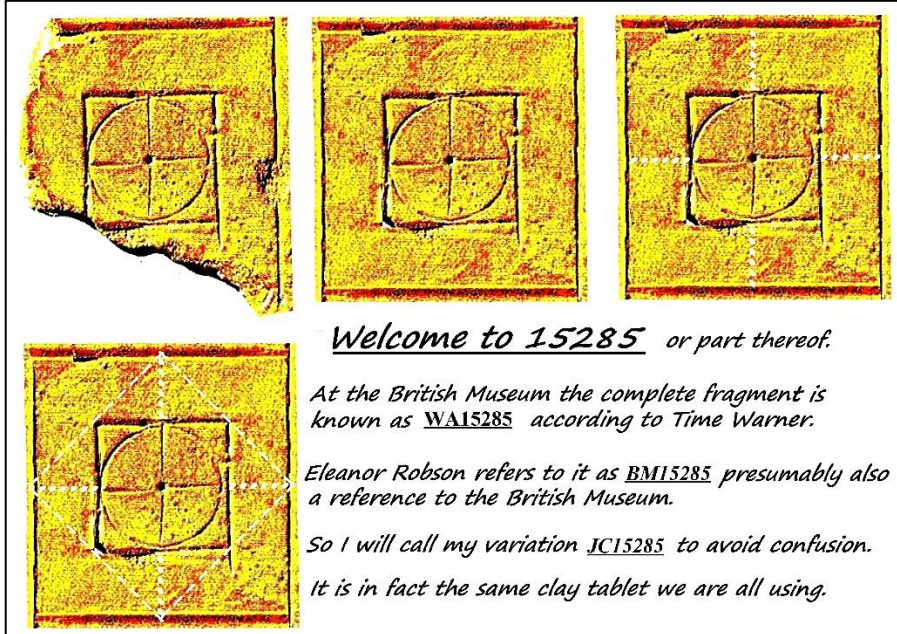 Welcome to 15285 or part thereof.
At the British Museum the complete fragment is
known as WA15285 according to Time Warner.
Eleanor Robson refers to it as BM15285 presumably also
a reference to the British Museum.
So I will call my variation JC15285 to avoid confusion.
It is in fact the same clay tablet we are all using.